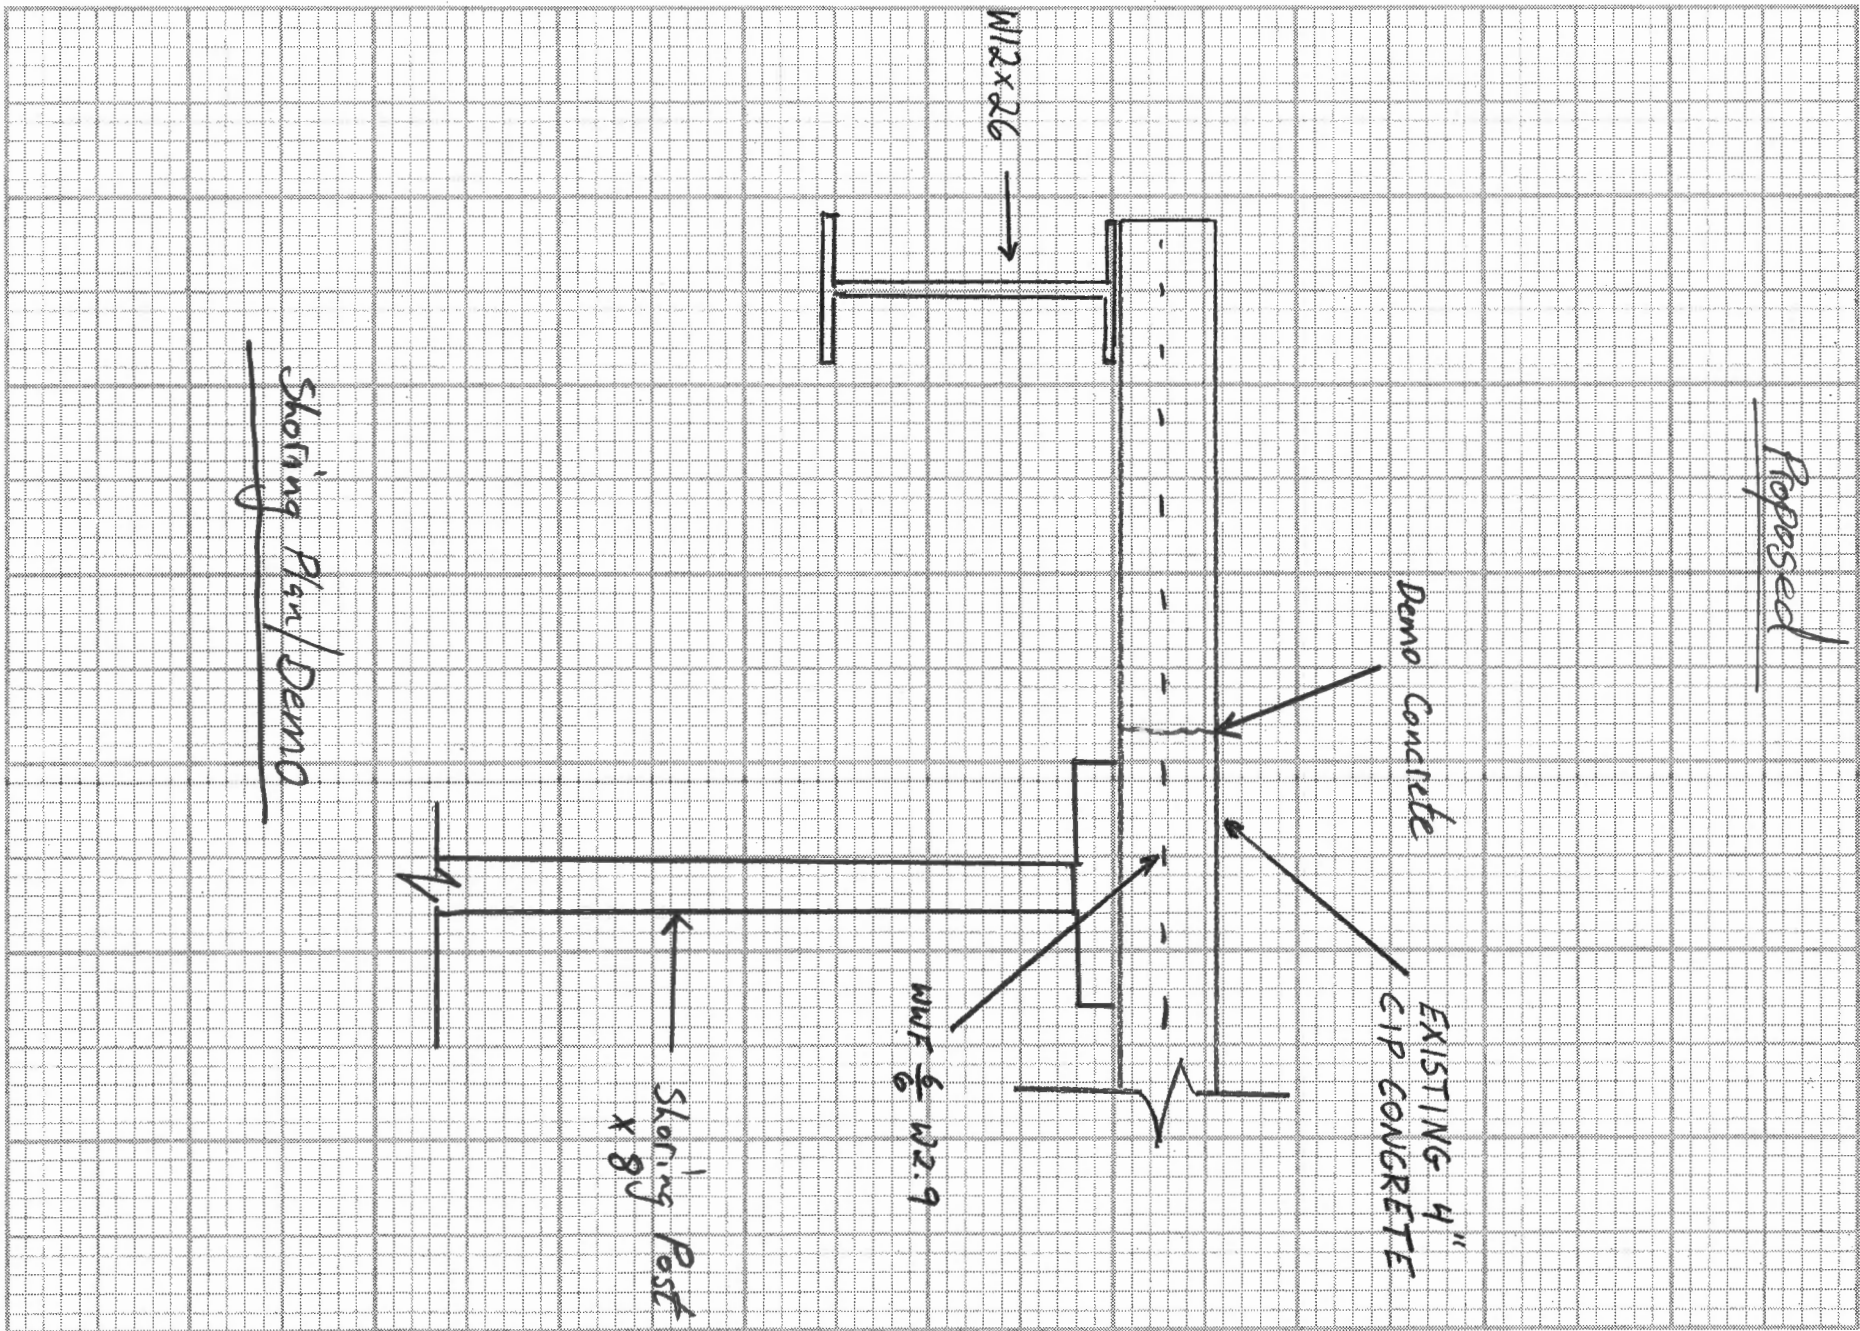 Proposed
Demo Concrete
EXISTING 4"
CIP CONCRETE
W12x26
WWF 6/6 W2.9
Shoring Post
x 8
Shoring Plan/Demo